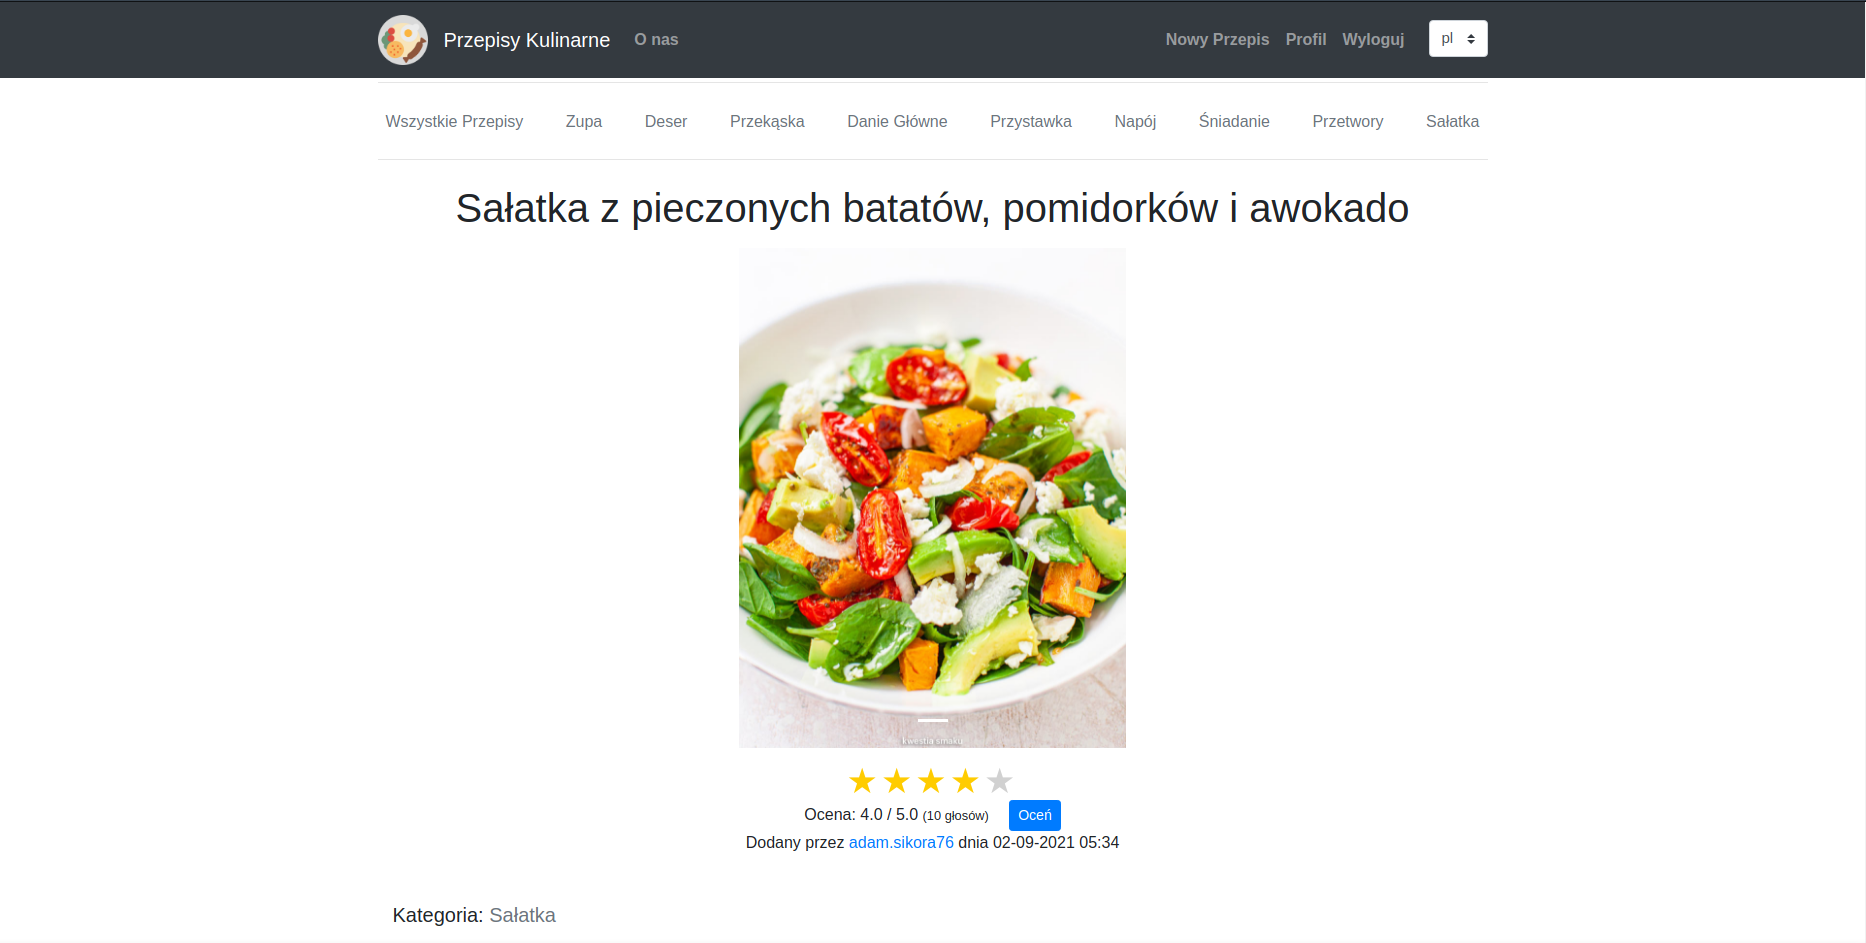 Przepisy Kulinarne O nas Nowy Przepis Profil Wyloguj pl
Wszystkie Przepisy Zupa Deser Przekąska Danie Główne Przystawka Napój Śniadanie Przetwory Sałatka
Sałatka z pieczonych batatów, pomidorków i awokado
kwestia smaku
Ocena: 4.0 / 5.0 (10 głosów) Oceń
Dodany przez adam.sikora76 dnia 02-09-2021 05:34
Kategoria: Sałatka